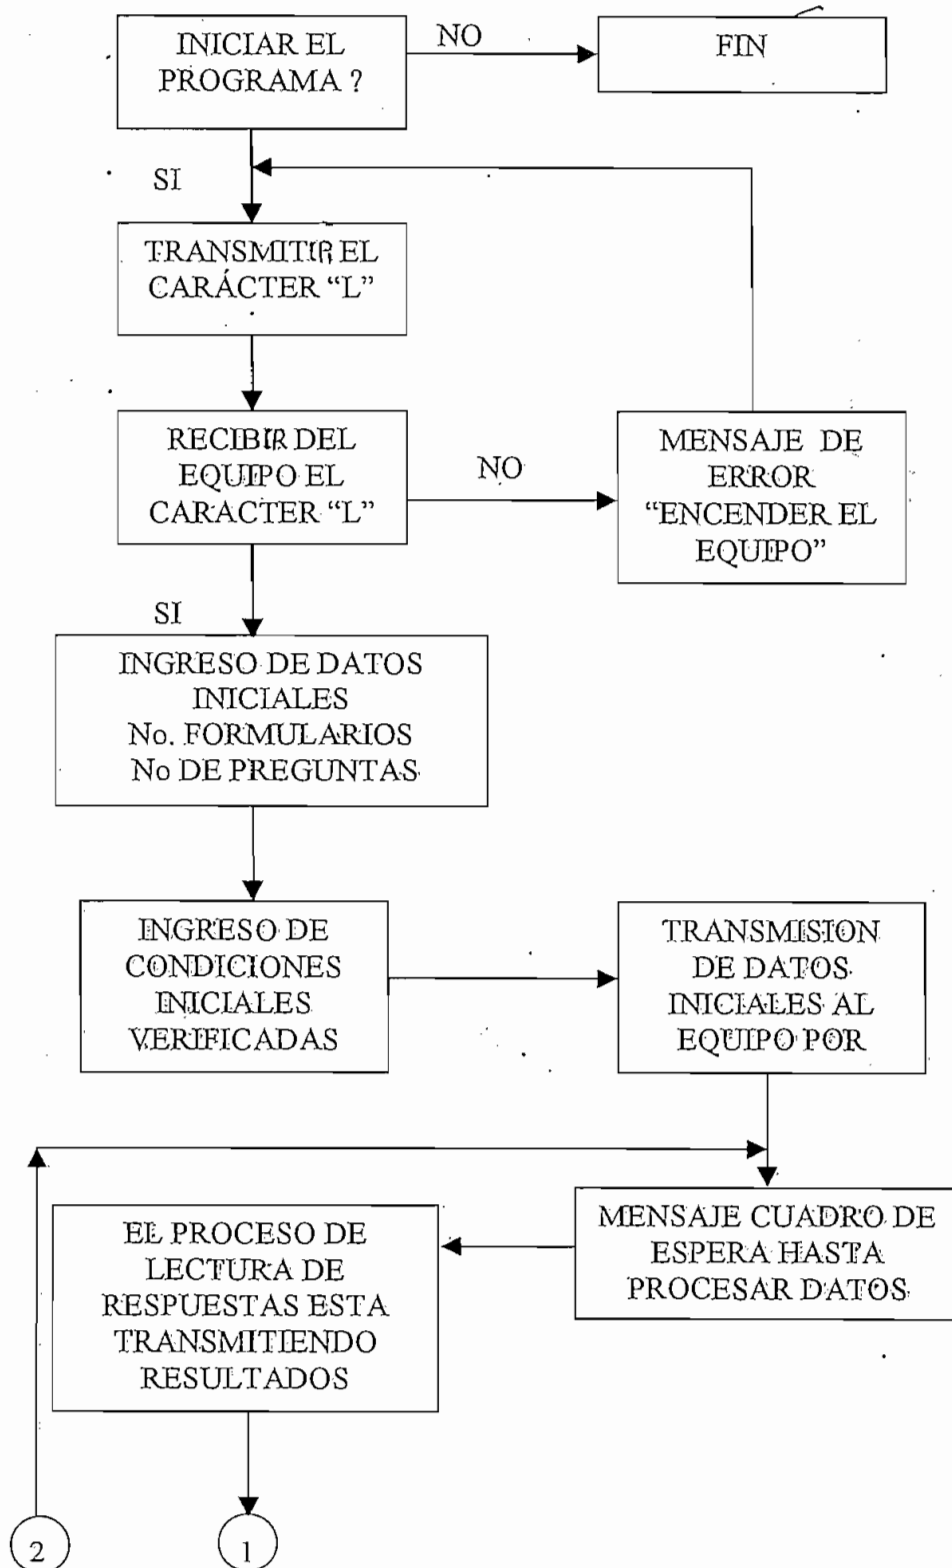 INICIAR EL
PROGRAMA ?
NO
FIN
SI
TRANSMITIR EL
CARÁCTER “L”
RECIBIR DEL
EQUIPO EL
CARACTER “L”
NO
MENSAJE DE
ERROR
“ENCENDER EL
EQUIPO”
SI
INGRESO DE DATOS
INICIALES
No. FORMULARIOS
No DE PREGUNTAS
INGRESO DE
CONDICIONES
INICIALES
VERIFICADAS
TRANSMISION
DE DATOS
INICIALES AL
EQUIPO POR
MENSAJE CUADRO DE
ESPERA HASTA
PROCESAR DATOS
EL PROCESO DE
LECTURA DE
RESPUESTAS ESTA
TRANSMITIENDO
RESULTADOS
2
1